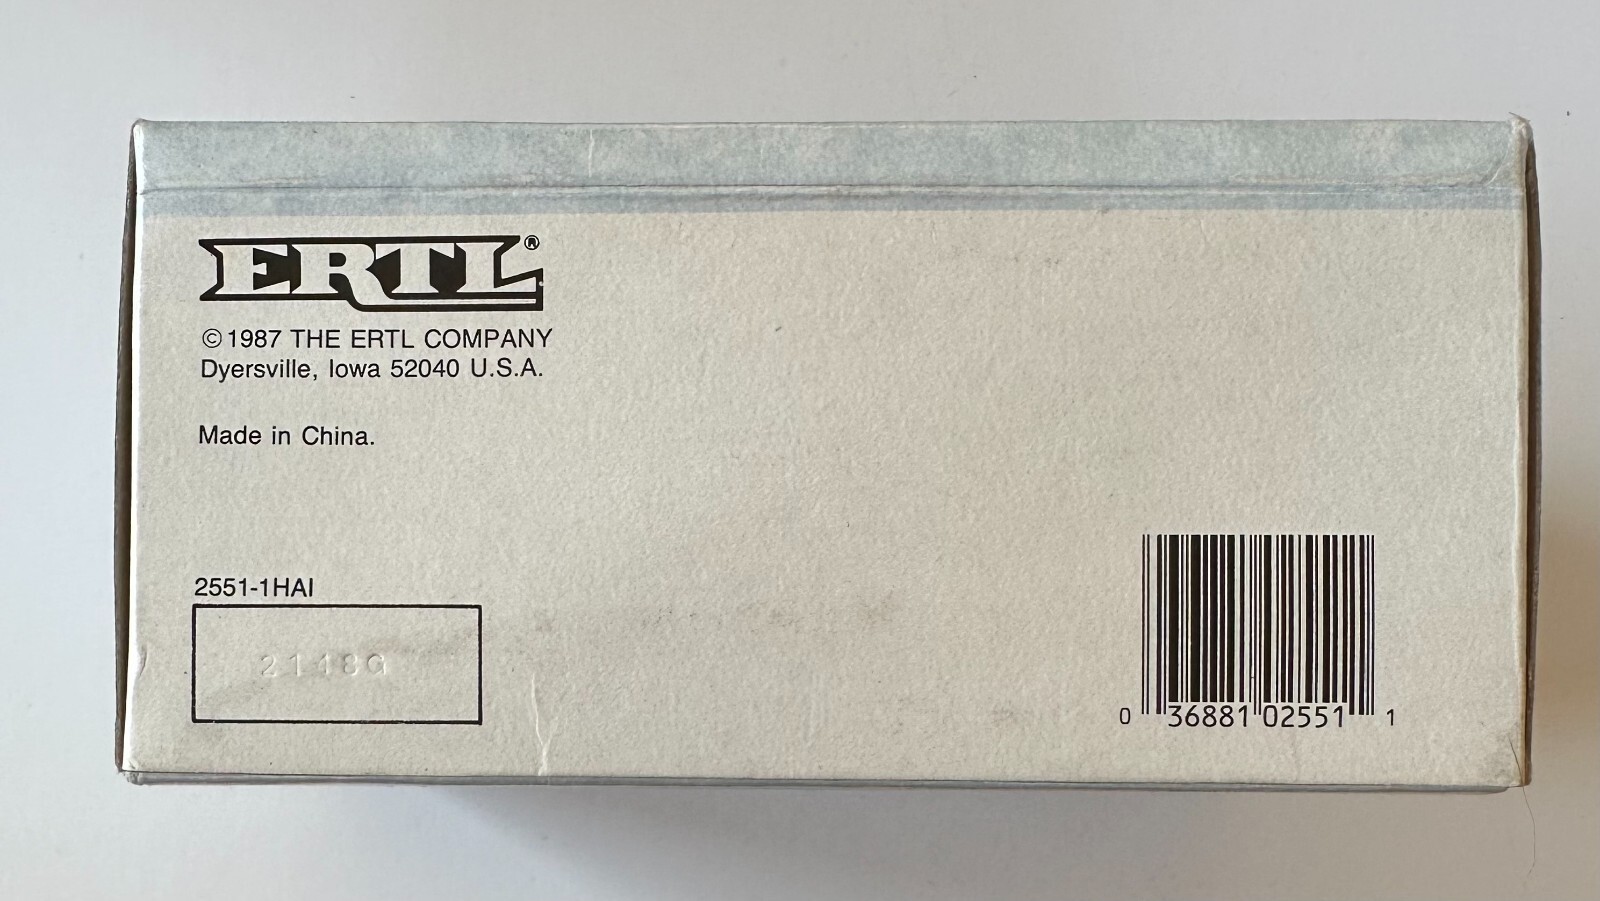 ERTL®
© 1987 THE ERTL COMPANY
Dyersville, Iowa 52040 U.S.A.
Made in China.
2551-1HAI
2148G
0 36881 02551 1